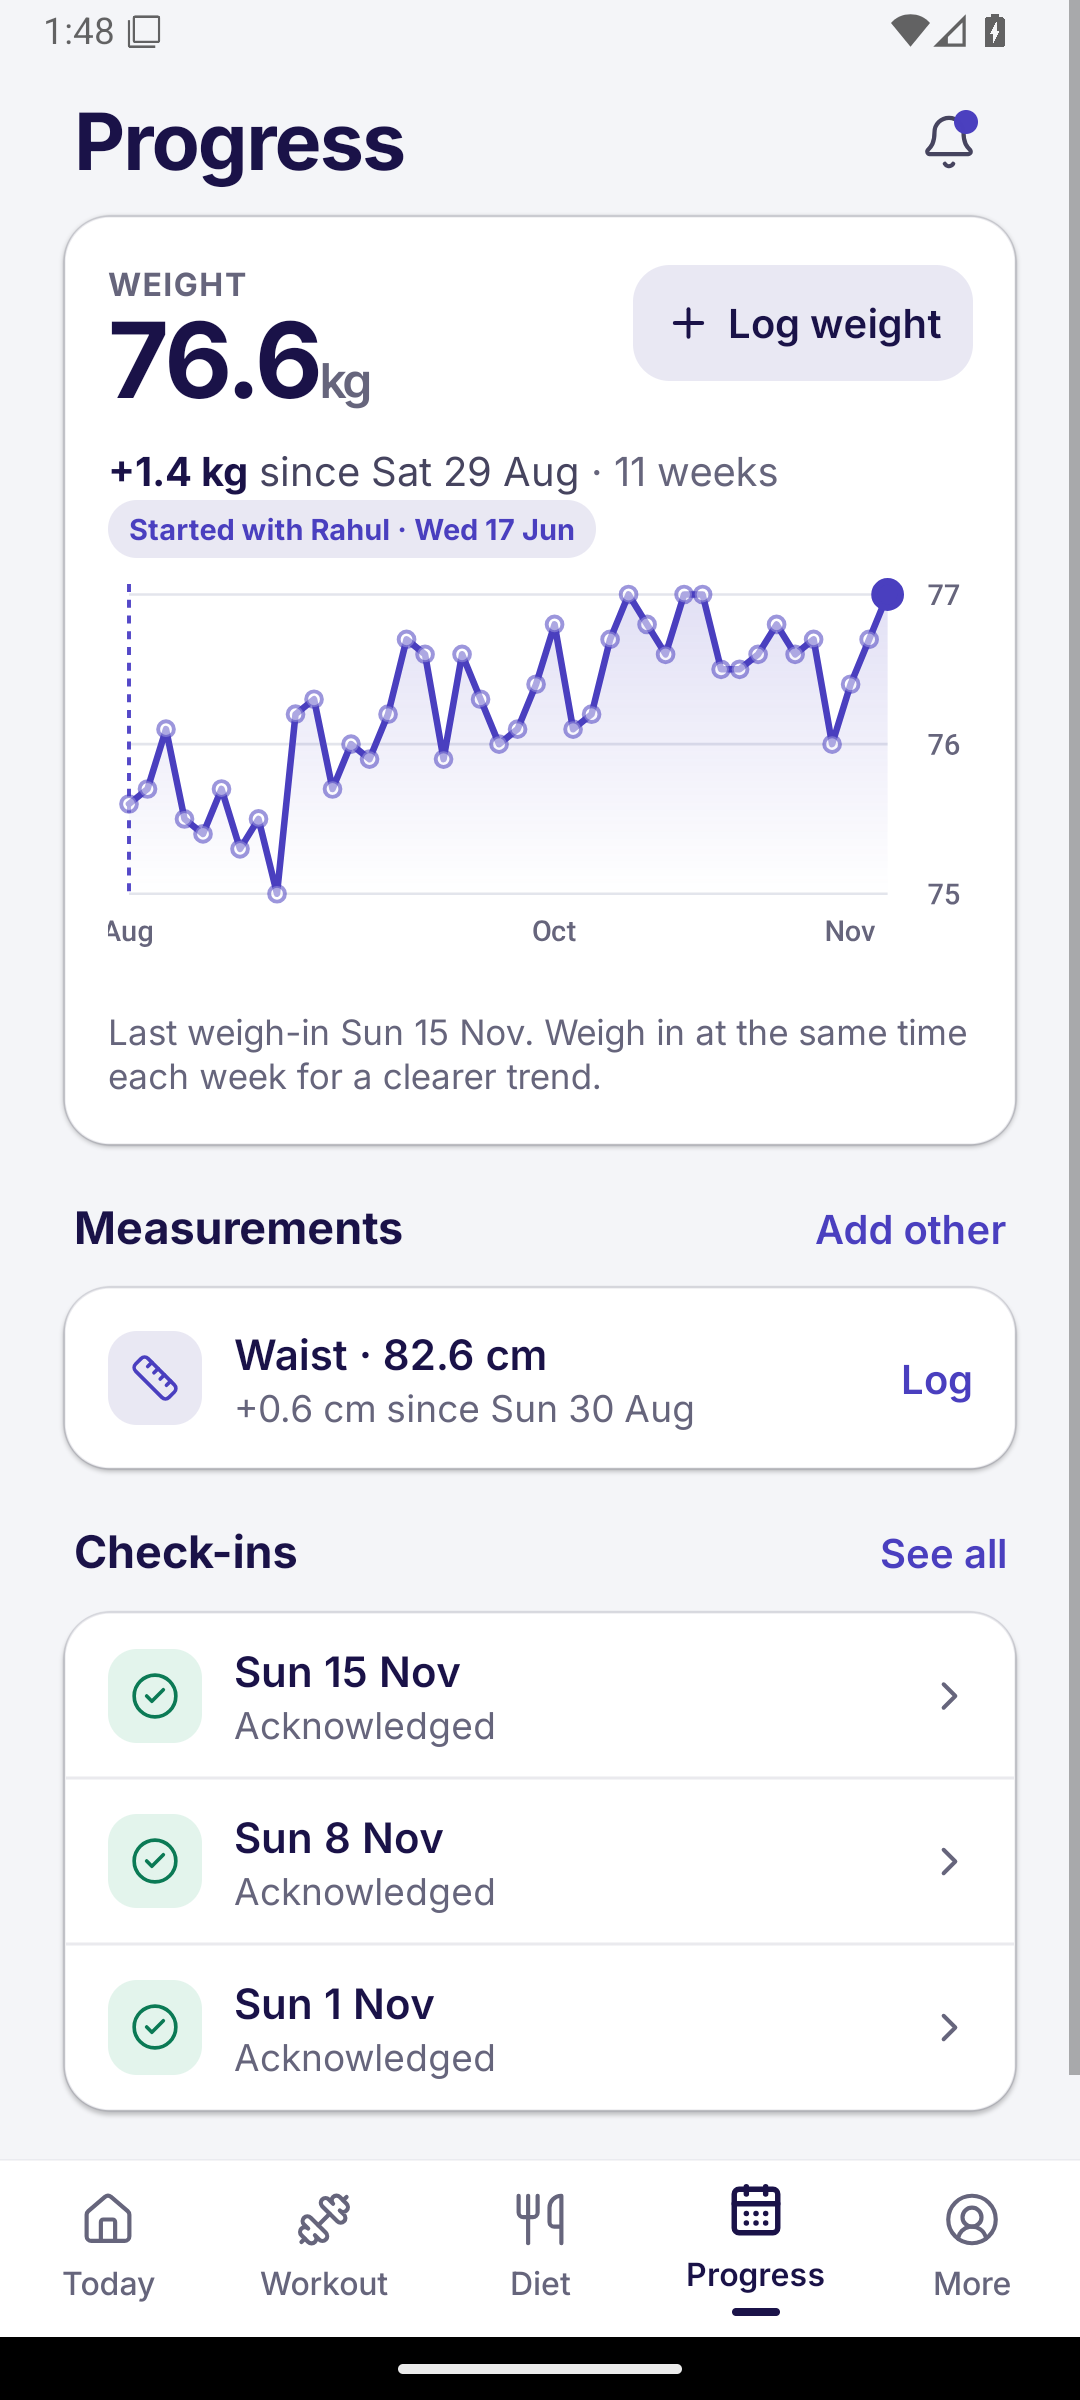 1:48
Progress
WEIGHT
+ Log weight
76.6kg
+1.4 kg since Sat 29 Aug · 11 weeks
Started with Rahul · Wed 17 Jun
77
76
75
Aug Oct Nov
Last weigh-in Sun 15 Nov. Weigh in at the same time
each week for a clearer trend.
Measurements Add other
Waist · 82.6 cm
+0.6 cm since Sun 30 Aug
Log
Check-ins See all
Sun 15 Nov
Acknowledged
Sun 8 Nov
Acknowledged
Sun 1 Nov
Acknowledged
Today Workout Diet Progress More